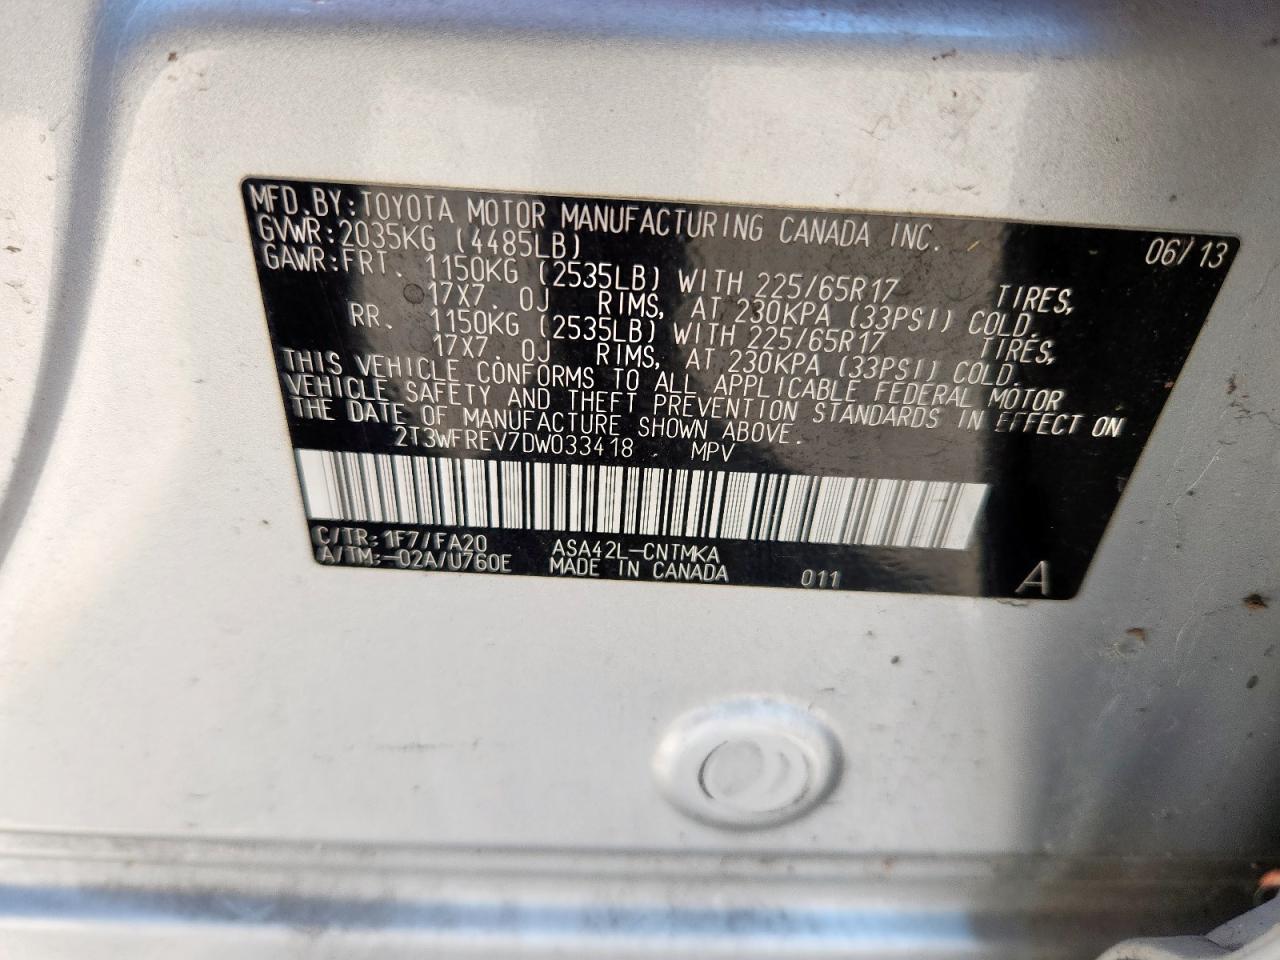 MFD.BY:TOYOTA MOTOR MANUFACTURING CANADA INC. 06/13
GVWR:2035KG (4485LB)
GAWR:FRT. 1150KG (2535LB) WITH 225/65R17 TIRES,
17X7.0J RIMS, AT 230KPA (33PSI) COLD.
RR. 1150KG (2535LB) WITH 225/65R17 TIRES,
17X7.0J RIMS, AT 230KPA (33PSI) COLD.
THIS VEHICLE CONFORMS TO ALL APPLICABLE FEDERAL MOTOR
VEHICLE SAFETY AND THEFT PREVENTION STANDARDS IN EFFECT ON
THE DATE OF MANUFACTURE SHOWN ABOVE.
2T3WFREV7DW033418 MPV
C/TR:1F7/FA20 ASA42L-CNTMKA
A/TM:-02A/U760E MADE IN CANADA 011 A